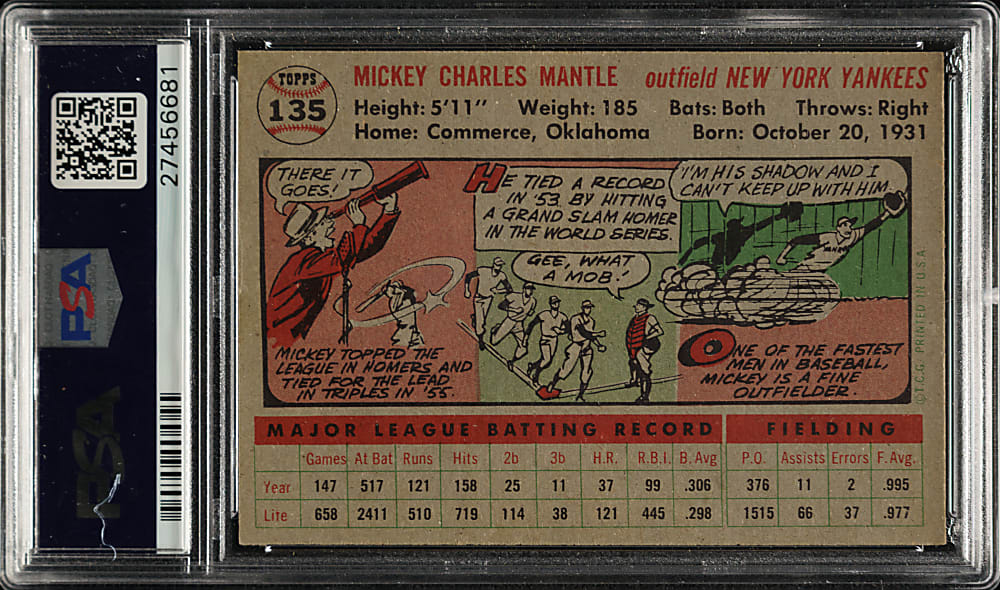 27456681
PSA
PSA
TOPPS
135
MICKEY CHARLES MANTLE outfield NEW YORK YANKEES
Height: 5'11" Weight: 185 Bats: Both Throws: Right
Home: Commerce, Oklahoma Born: October 20, 1931
THERE IT
GOES!
MICKEY TOPPED THE
LEAGUE IN HOMERS AND
TIED FOR THE LEAD
IN TRIPLES IN '55.
HE TIED A RECORD
IN '53 BY HITTING
A GRAND SLAM HOMER
IN THE WORLD SERIES.
GEE, WHAT
A MOB!
I'M HIS SHADOW AND I
CAN'T KEEP UP WITH HIM.
ONE OF THE FASTEST
MEN IN BASEBALL,
MICKEY IS A FINE
OUTFIELDER.
©T.C.G. PRINTED IN U.S.A.
MAJOR LEAGUE BATTING RECORD FIELDING
Games At Bat Runs Hits 2b 3b H.R. R.B.I. B. Avg P.O. Assists Errors F. Avg.
Year 147 517 121 158 25 11 37 99 .306 376 11 2 .995
Life 658 2411 510 719 114 38 121 445 .298 1515 66 37 .977